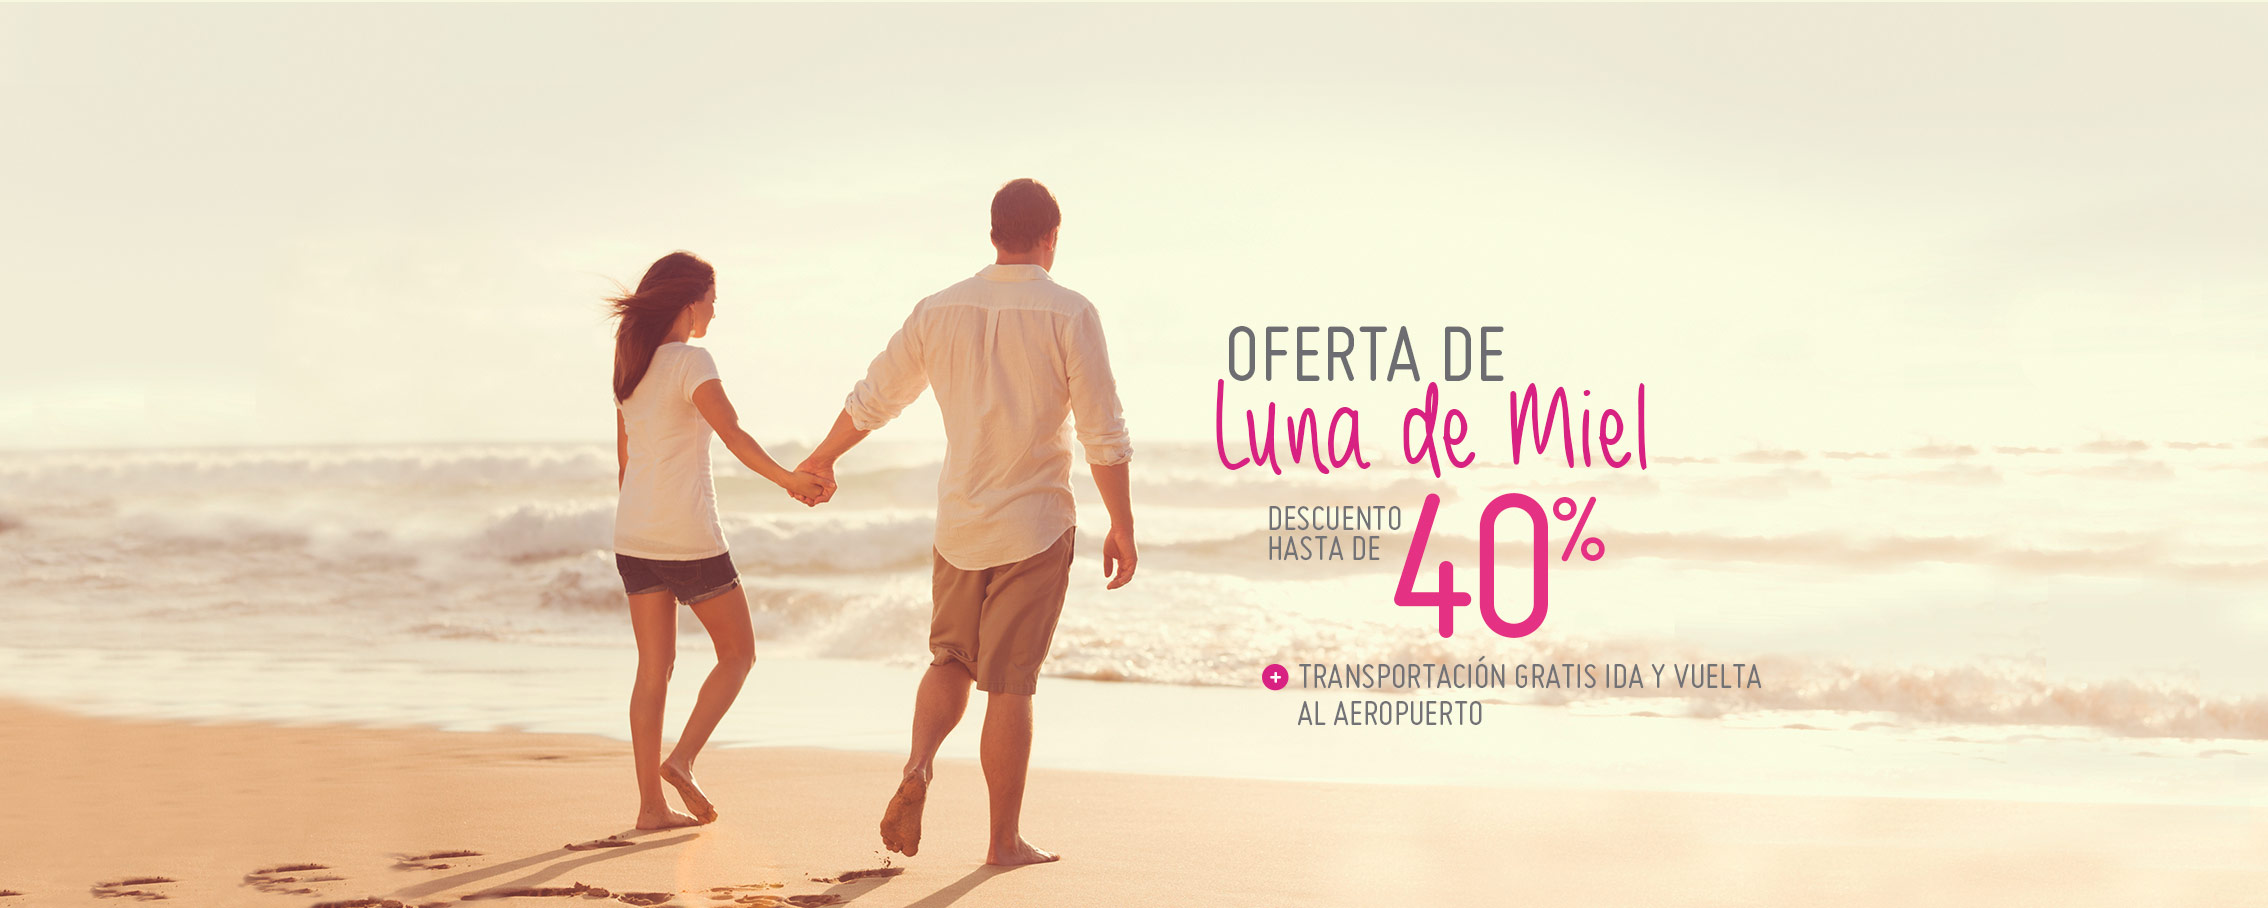 OFERTA DE
Luna de Miel
DESCUENTO
HASTA DE
40%
+ TRANSPORTACIÓN GRATIS IDA Y VUELTA
AL AEROPUERTO